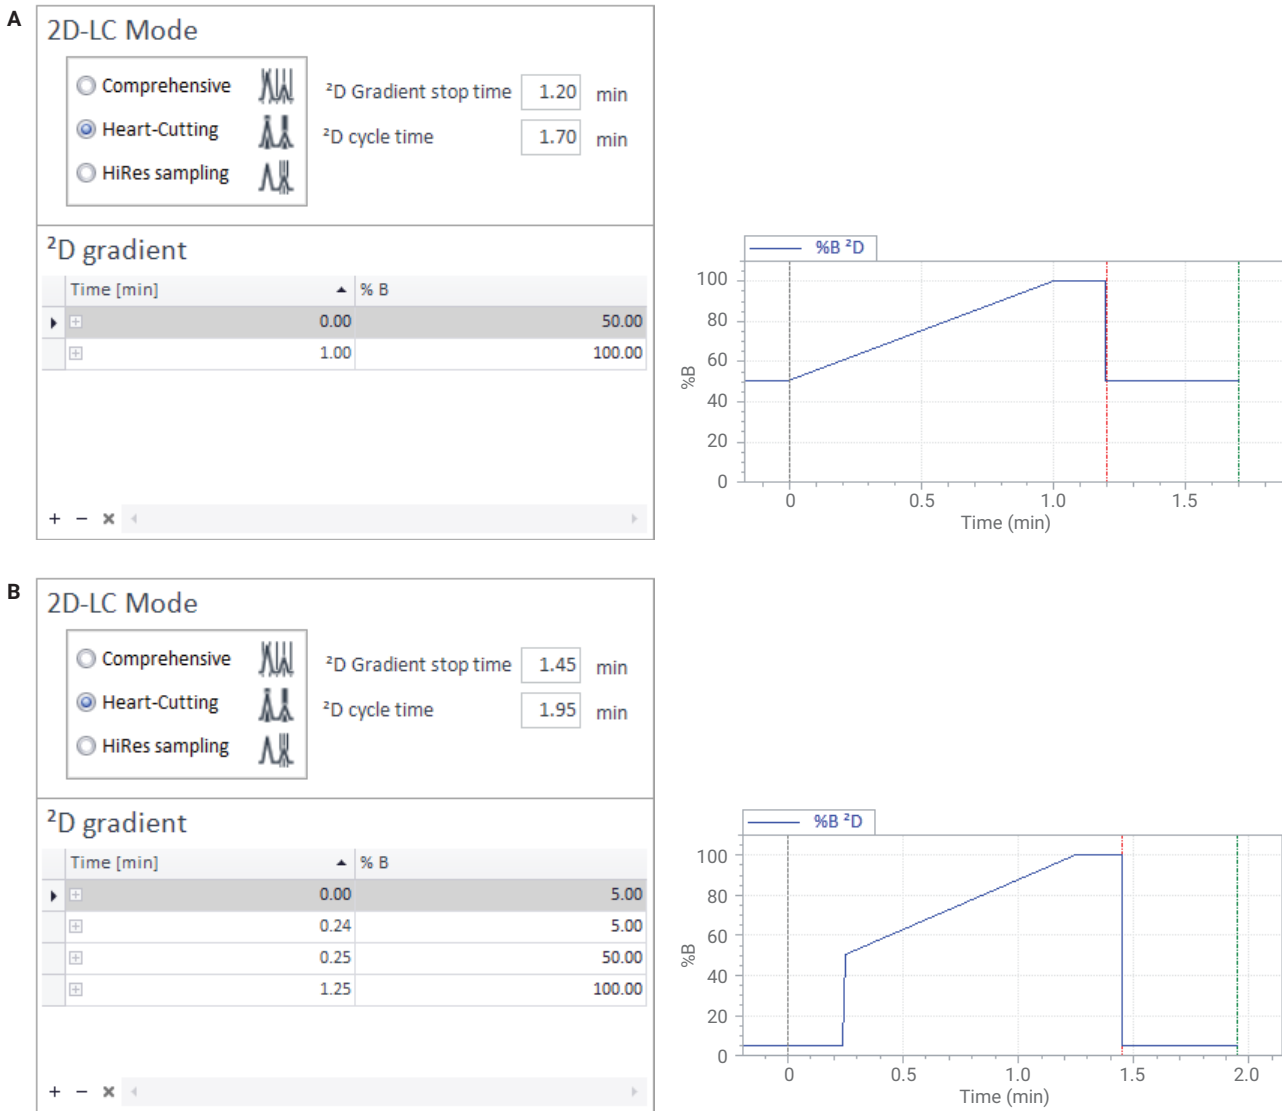 A
2D-LC Mode
Comprehensive
Heart-Cutting
HiRes sampling
²D Gradient stop time 1.20 min
²D cycle time 1.70 min
²D gradient
Time [min] % B
0.00 50.00
1.00 100.00
%B ²D
100
80
60
40
20
0
%B
0 0.5 1.0 1.5
Time (min)
B
2D-LC Mode
Comprehensive
Heart-Cutting
HiRes sampling
²D Gradient stop time 1.45 min
²D cycle time 1.95 min
²D gradient
Time [min] % B
0.00 5.00
0.24 5.00
0.25 50.00
1.25 100.00
%B ²D
100
80
60
40
20
0
%B
0 0.5 1.0 1.5 2.0
Time (min)